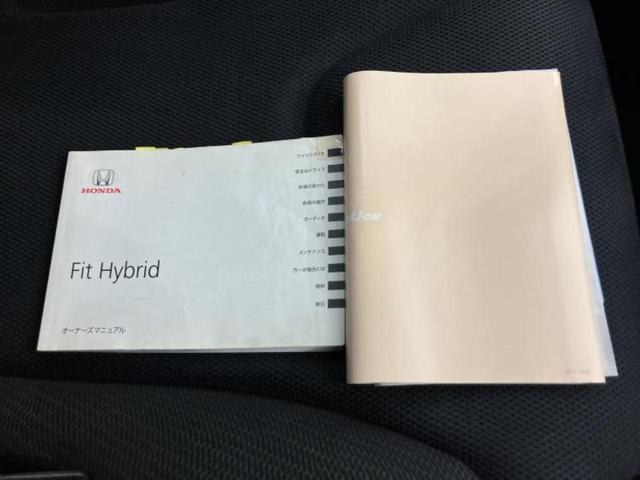 HONDA
Fit Hybrid
オーナーズマニュアル
クイックガイド
安全なドライブ
計器の見かた
各部の操作
オーディオ
運転
メンテナンス
万一の場合には
資料
索引
U-car